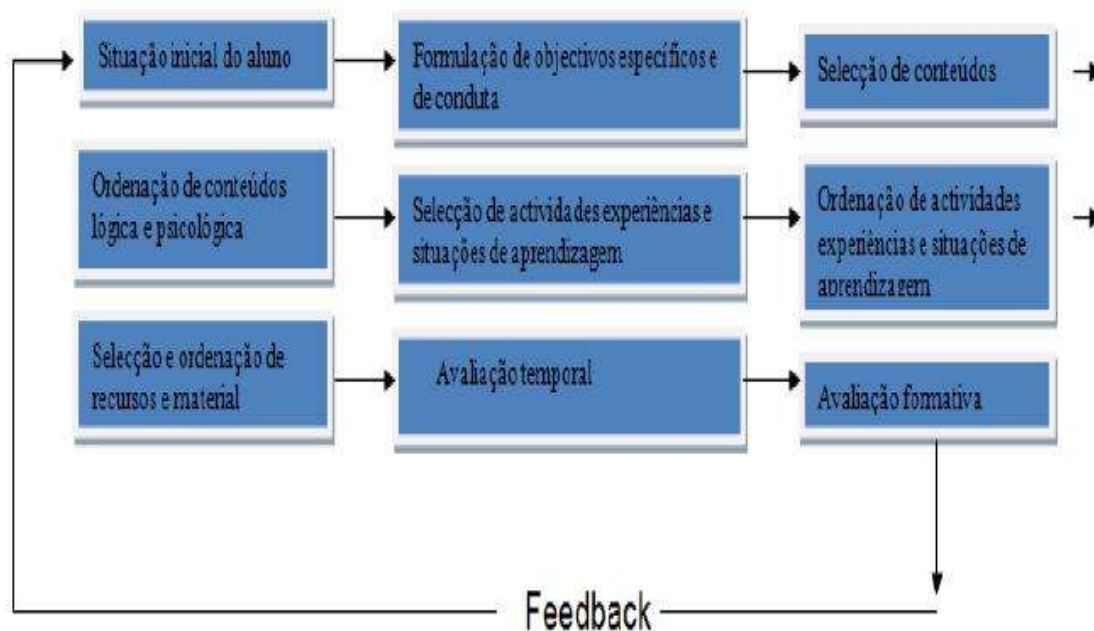 Situação inicial do aluno
Formulação de objectivos específicos e
de conduta
Selecção de conteúdos
Ordenação de conteúdos
lógica e psicológica
Selecção de actividades experiências e
situações de aprendizagem
Ordenação de actividades
experiências e situações de
aprendizagem
Selecção e ordenação de
recursos e material
Avaliação temporal
Avaliação formativa
Feedback